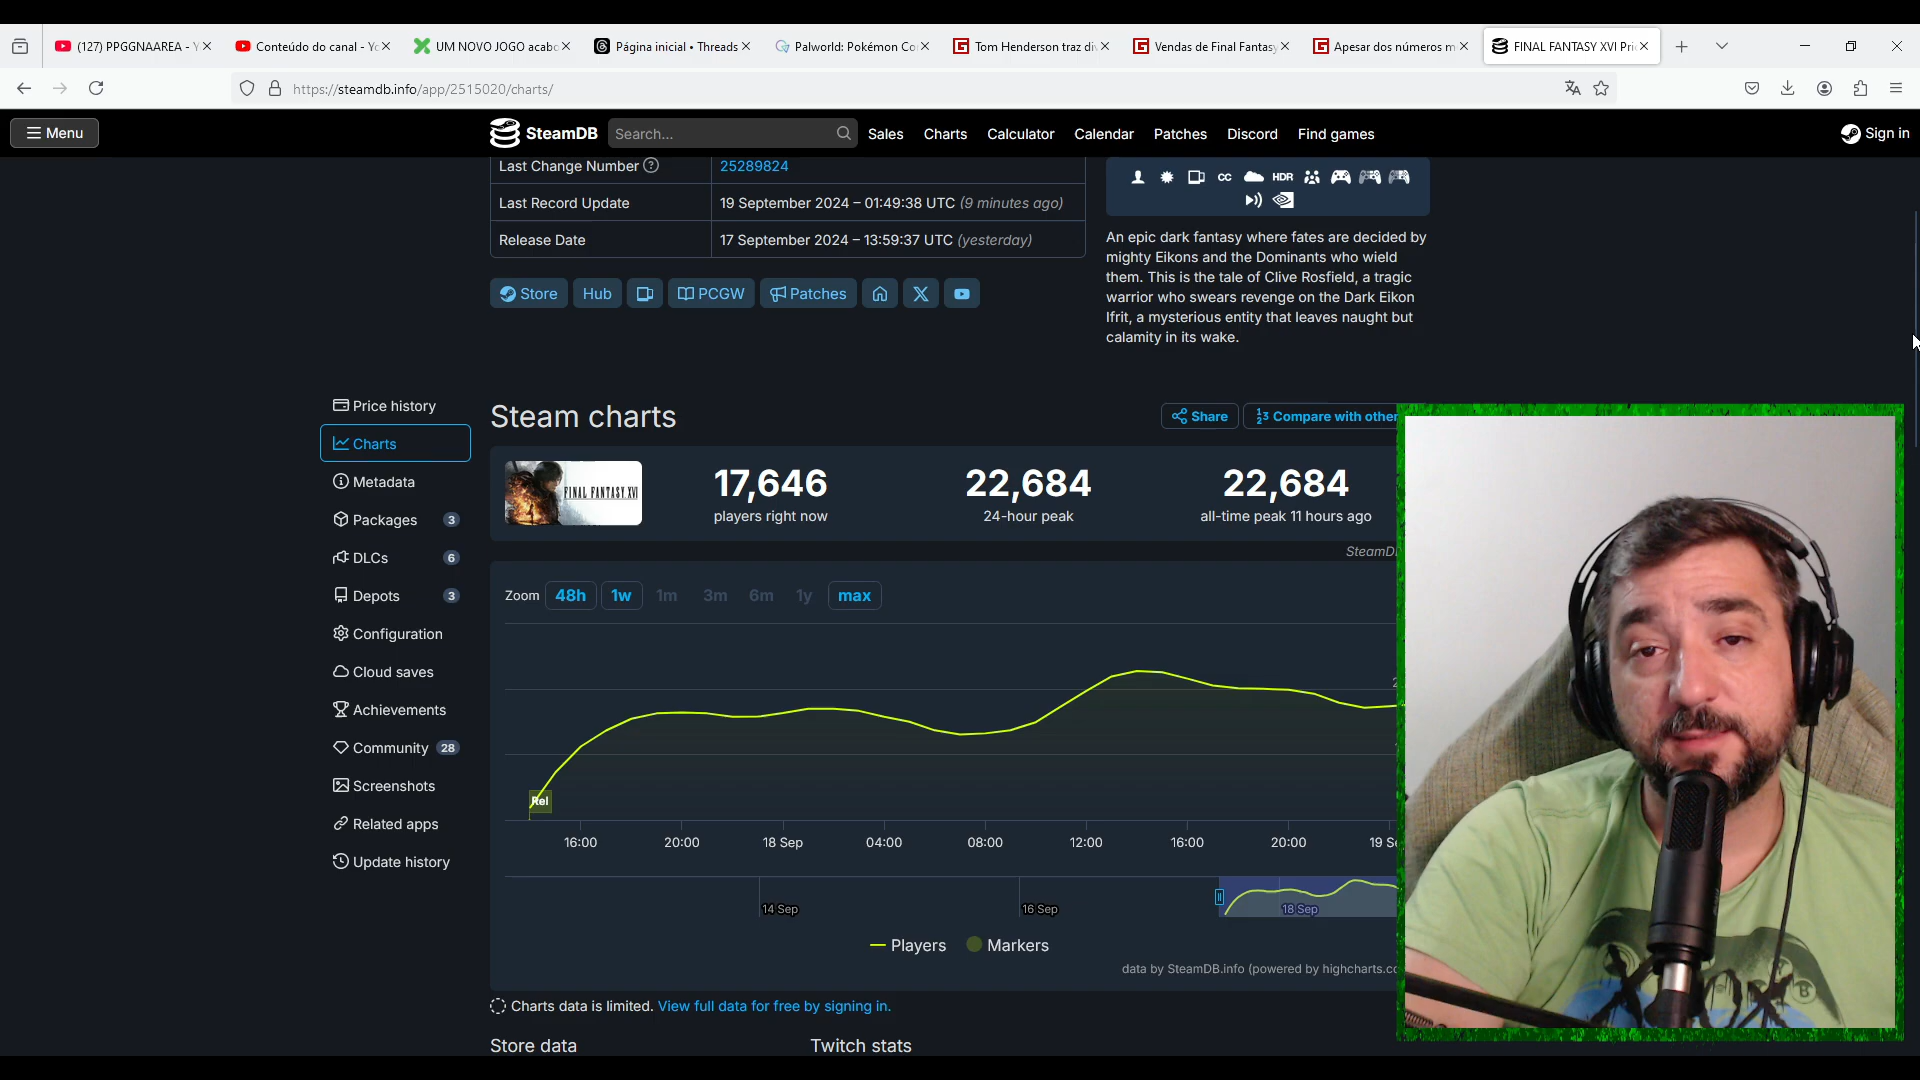 (127) PPGGNAAREA - Y
Conteúdo do canal - Yo
UM NOVO JOGO acabo
Página inicial • Threads
Palworld: Pokémon Co
Tom Henderson traz di
Vendas de Final Fantasy
Apesar dos números m
FINAL FANTASY XVI Pri
https://steamdb.info/app/2515020/charts/
Menu
SteamDB
Search...
Sales
Charts
Calculator
Calendar
Patches
Discord
Find games
Sign in
Last Change Number
25289824
Last Record Update
19 September 2024 – 01:49:38 UTC (9 minutes ago)
Release Date
17 September 2024 – 13:59:37 UTC (yesterday)
CC
HDR
An epic dark fantasy where fates are decided by
mighty Eikons and the Dominants who wield
them. This is the tale of Clive Rosfield, a tragic
warrior who swears revenge on the Dark Eikon
Ifrit, a mysterious entity that leaves naught but
calamity in its wake.
Store
Hub
PCGW
Patches
Price history
Charts
Metadata
Packages 3
DLCs 6
Depots 3
Configuration
Cloud saves
Achievements
Community 28
Screenshots
Related apps
Update history
Steam charts
Share
Compare with other
FINAL FANTASY XVI
17,646
players right now
22,684
24-hour peak
22,684
all-time peak 11 hours ago
SteamD
Zoom 48h 1w 1m 3m 6m 1y max
Rel
16:00 20:00 18 Sep 04:00 08:00 12:00 16:00 20:00 19 Se
14 Sep 16 Sep 18 Sep
Players Markers
data by SteamDB.info (powered by highcharts.co
Charts data is limited. View full data for free by signing in.
Store data
Twitch stats